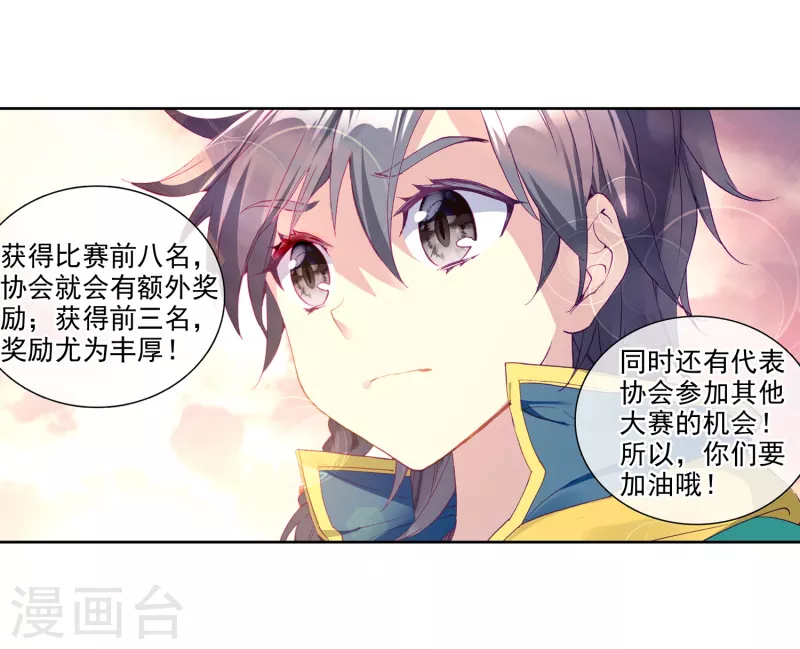 获得比赛前八名，
协会就会有额外奖
励；获得前三名，
奖励尤为丰厚！
同时还有代表
协会参加其他
大赛的机会！
所以，你们要
加油哦！
漫画台